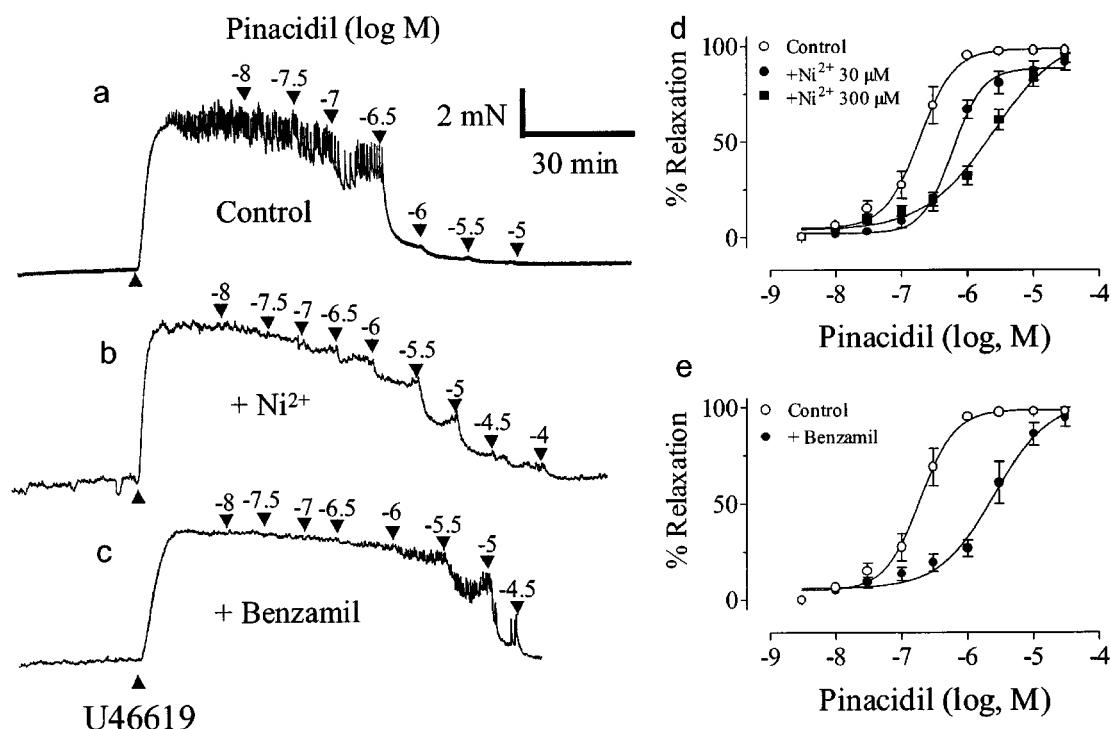 Pinacidil (log M)
a
-8
-7.5
-7
-6.5
2 mN
30 min
Control
-6
-5.5
-5
b
-8
-7.5
-7
-6.5
-6
-5.5
-5
-4.5
-4
+ Ni²⁺
c
-8
-7.5
-7
-6.5
-6
-5.5
-5
-4.5
+ Benzamil
U46619
d
Control
+Ni²⁺ 30 µM
+Ni²⁺ 300 µM
% Relaxation
100
50
0
-9 -8 -7 -6 -5 -4
Pinacidil (log, M)
e
Control
+ Benzamil
% Relaxation
100
50
0
-9 -8 -7 -6 -5 -4
Pinacidil (log, M)